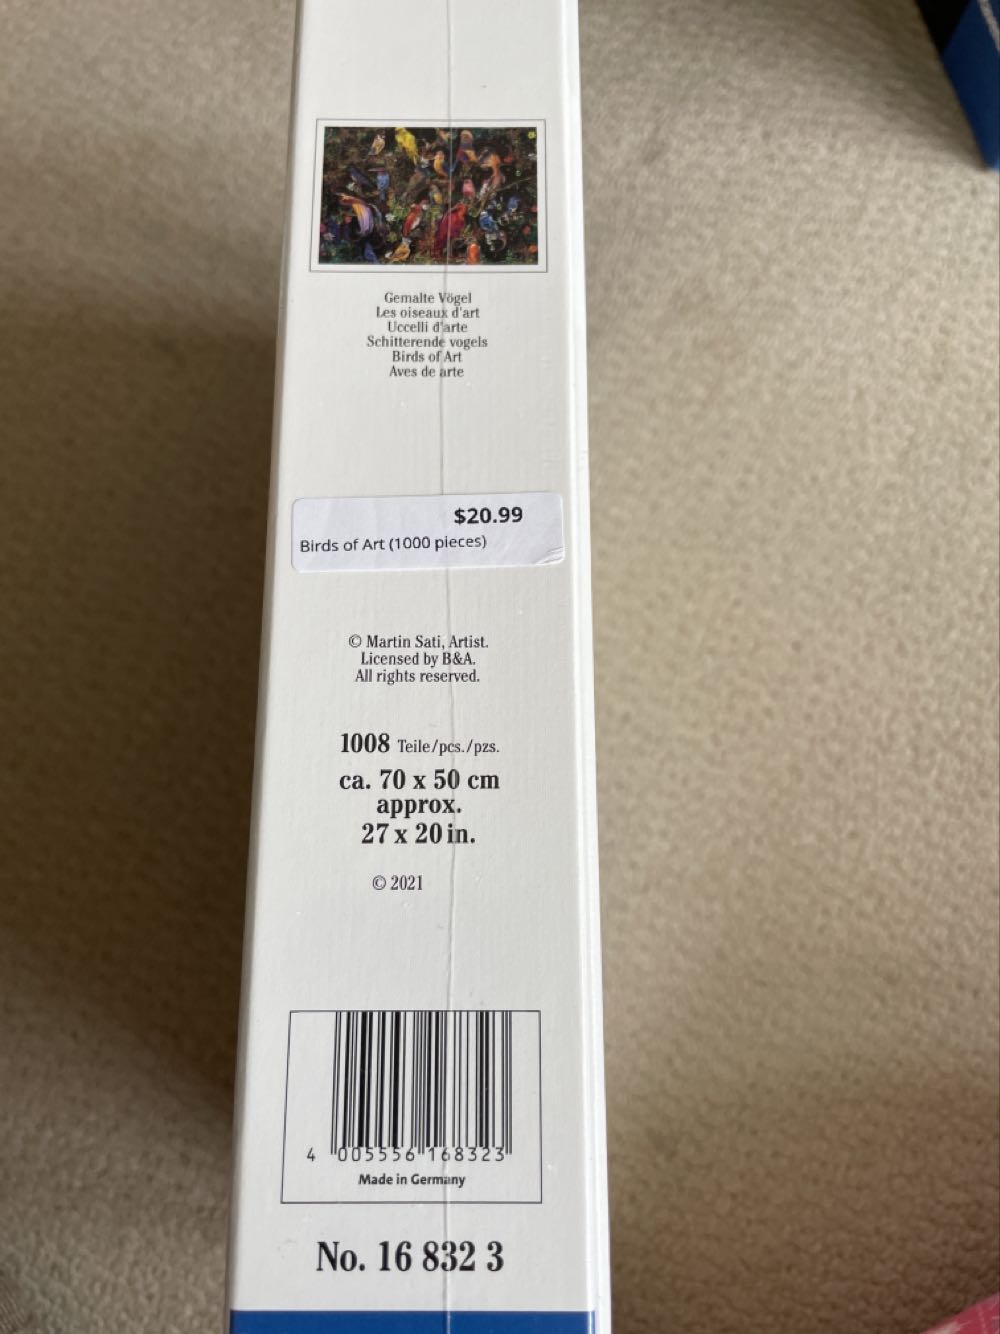 Gemalte Vögel
Les oiseaux d'art
Uccelli d'arte
Schitterende vogels
Birds of Art
Aves de arte
$20.99
Birds of Art (1000 pieces)
© Martin Sati, Artist.
Licensed by B&A.
All rights reserved.
1008 Teile/pcs./pzs.
ca. 70 x 50 cm
approx.
27 x 20 in.
© 2021
4 005556 168323
Made in Germany
No. 16 832 3